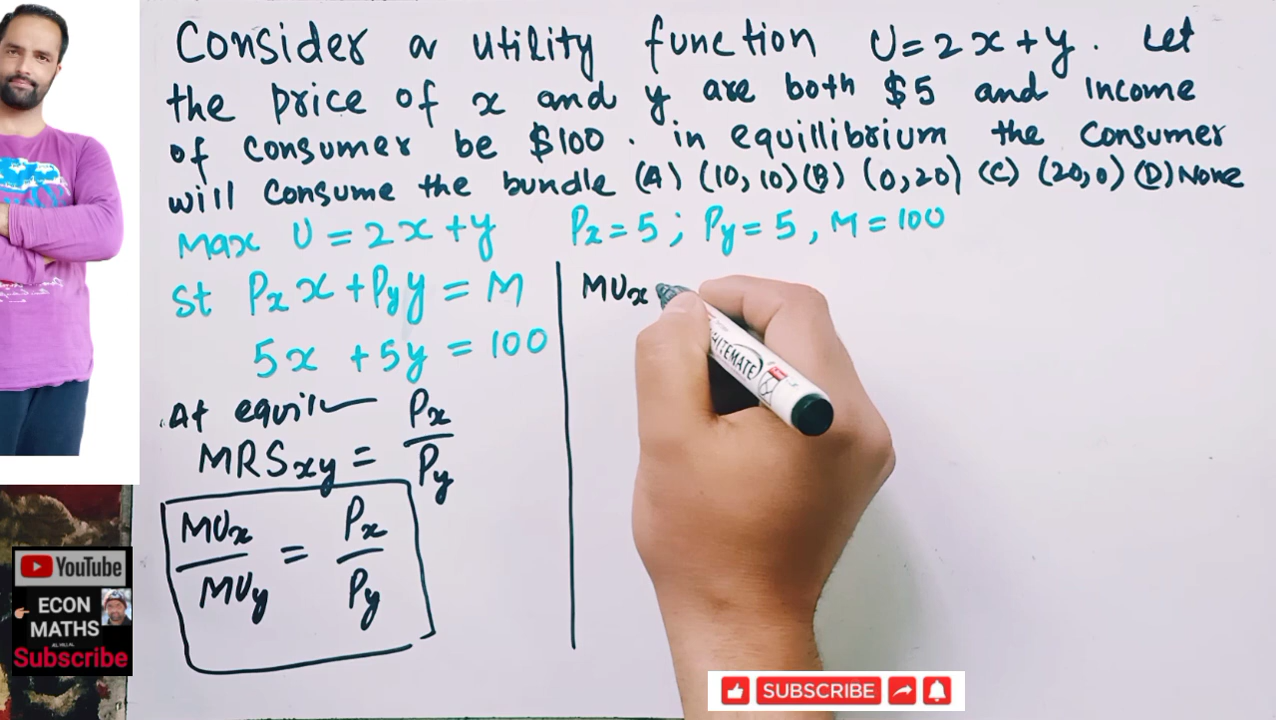 Consider a utility function U=2x+y. Let
the price of x and y are both $5 and income
of consumer be $100. in equillibrium the consumer
will consume the bundle (A) (10,10) (B) (0,20) (C) (20,0) (D) None
Max U = 2x+y Px = 5 ; Py = 5 , M = 100
St Px x + Py y = M
5x + 5y = 100
At equil
MRSxy = Px/Py
MUx/MUy = Px/Py
MUx
WHITEMATE
YouTube
ECON
MATHS
Subscribe
SUBSCRIBE